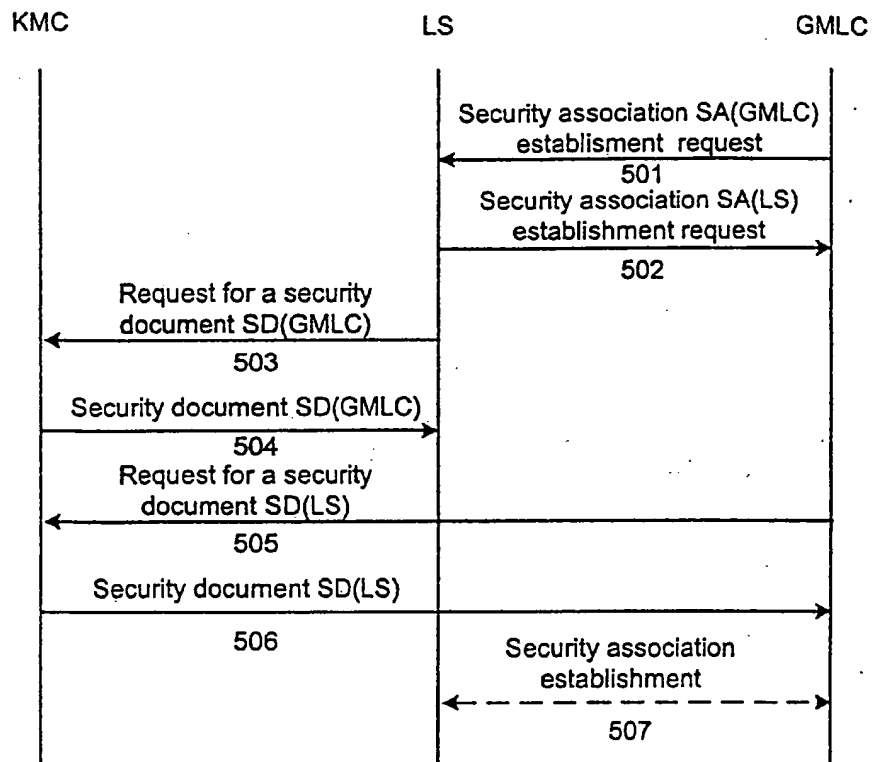 KMC LS GMLC
Security association SA(GMLC)
establisment request
501
Security association SA(LS)
establishment request
502
Request for a security
document SD(GMLC)
503
Security document SD(GMLC)
504
Request for a security
document SD(LS)
505
Security document SD(LS)
506
Security association
establishment
507